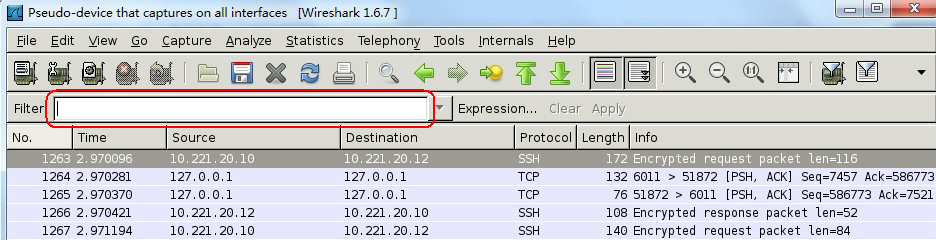 Pseudo-device that captures on all interfaces [Wireshark 1.6.7 ]
File Edit View Go Capture Analyze Statistics Telephony Tools Internals Help
Filter Expression... Clear Apply
No. Time Source Destination Protocol Length Info
1263 2.970096 10.221.20.10 10.221.20.12 SSH 172 Encrypted request packet len=116
1264 2.970281 127.0.0.1 127.0.0.1 TCP 132 6011 > 51872 [PSH, ACK] Seq=7457 Ack=586773
1265 2.970370 127.0.0.1 127.0.0.1 TCP 76 51872 > 6011 [PSH, ACK] Seq=586773 Ack=7521
1266 2.970421 10.221.20.12 10.221.20.10 SSH 108 Encrypted response packet len=52
1267 2.971194 10.221.20.10 10.221.20.12 SSH 140 Encrypted request packet len=84